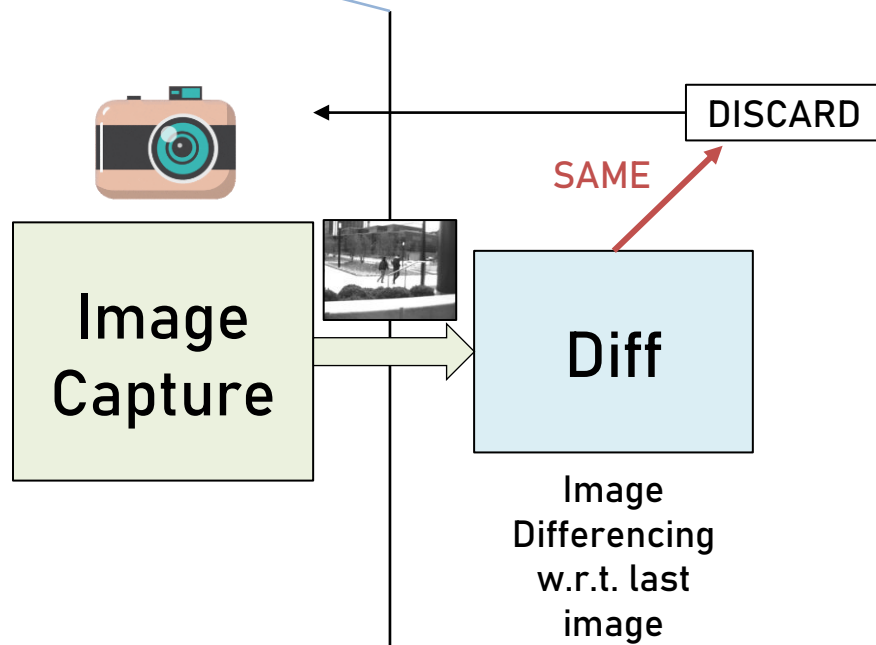 DISCARD
SAME
Image
Capture
Diff
Image
Differencing
w.r.t. last
image